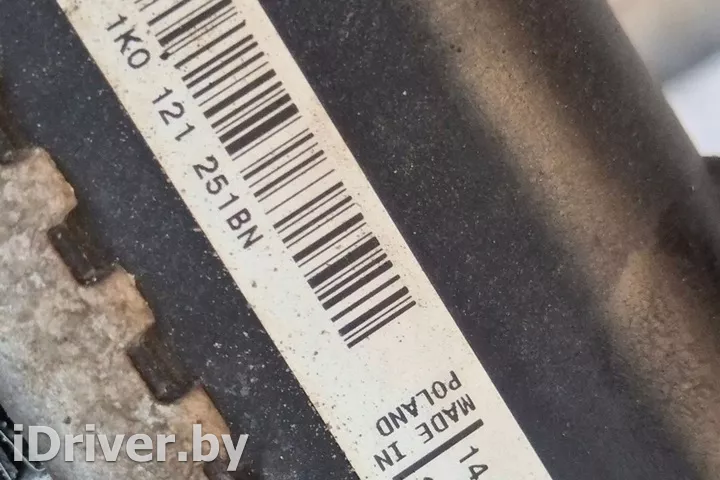 1K0 121 251BN
MADE IN
POLAND
14
iDriver.by